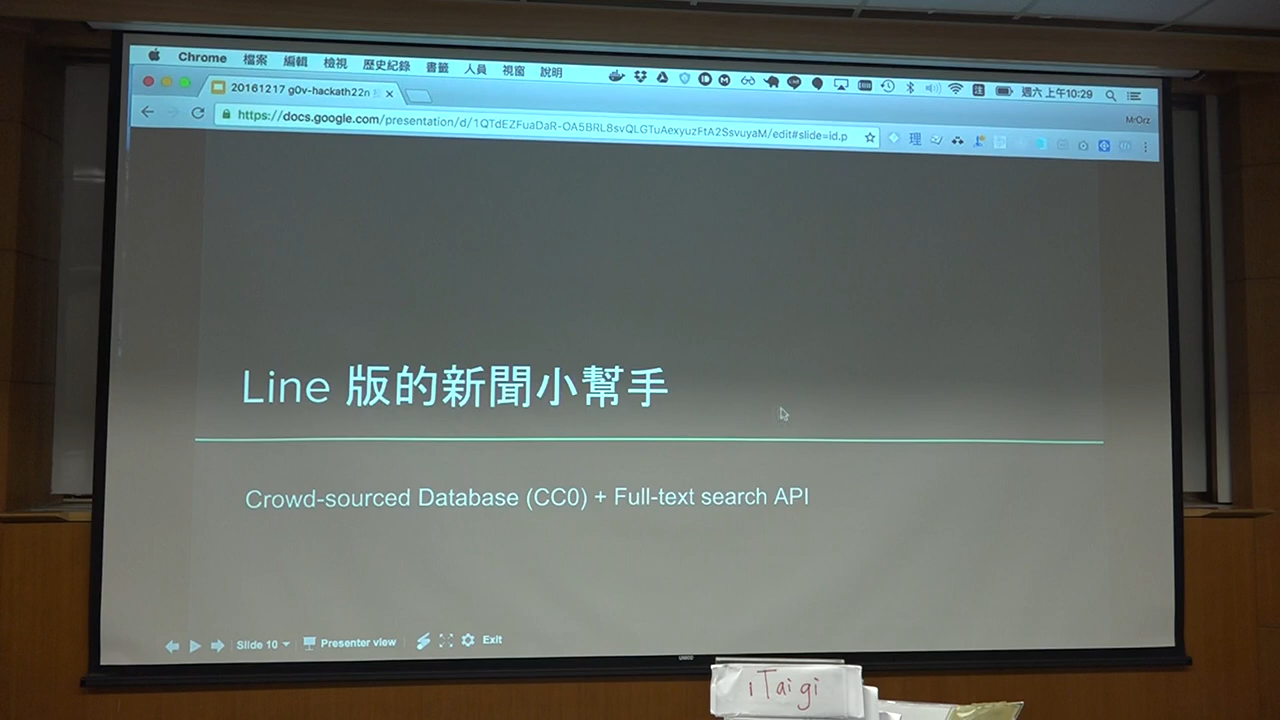 Chrome 檔案 編輯 檢視 歷史紀錄 書籤 人員 視窗 說明 週六 上午10:29
20161217 g0v-hackath22n
MrOrz
https://docs.google.com/presentation/d/1QTdEZFuaDaR-OA5BRL8svQLGTuAexyuzFtA2SsvuyaM/edit#slide=id.p
理
Line 版的新聞小幫手
Crowd-sourced Database (CC0) + Full-text search API
Slide 10 Presenter view Exit
iTaigi